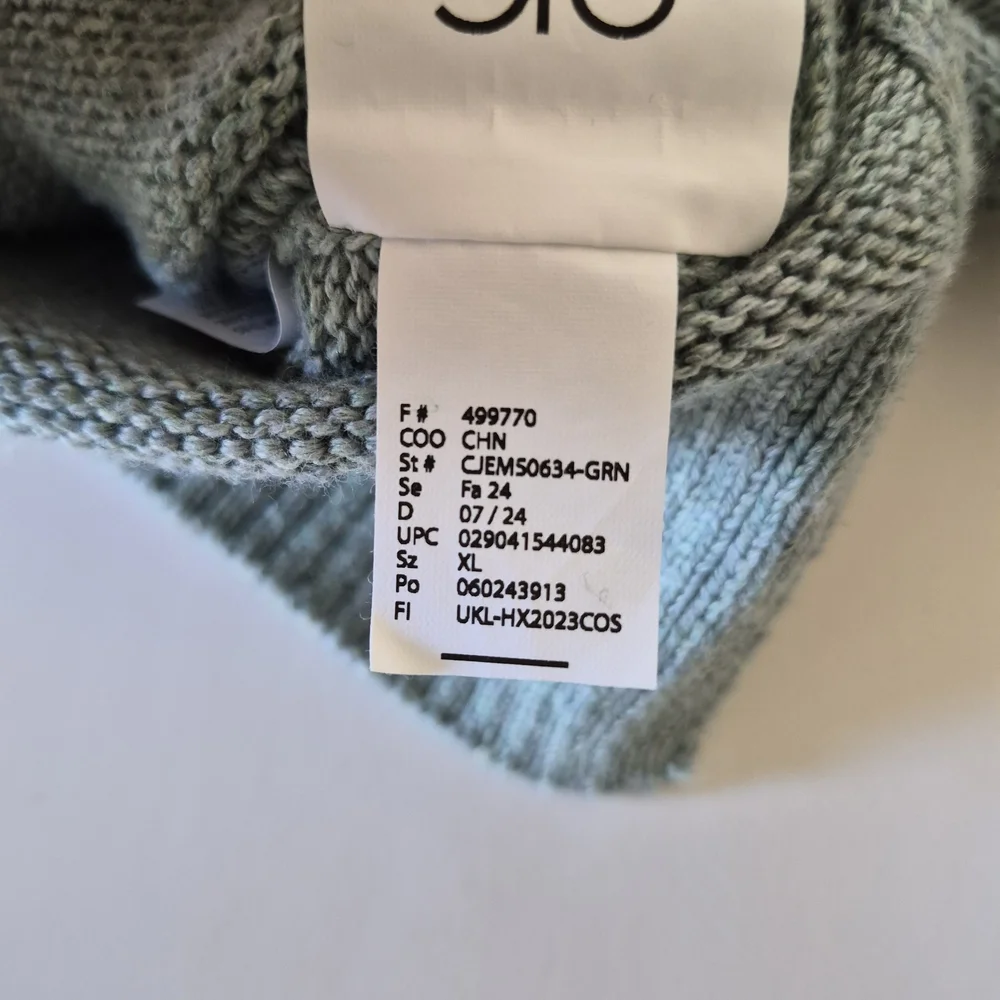 F # 499770
COO CHN
St # CJEM50634-GRN
Se Fa 24
D 07 / 24
UPC 029041544083
Sz XL
Po 060243913
FI UKL-HX2023COS